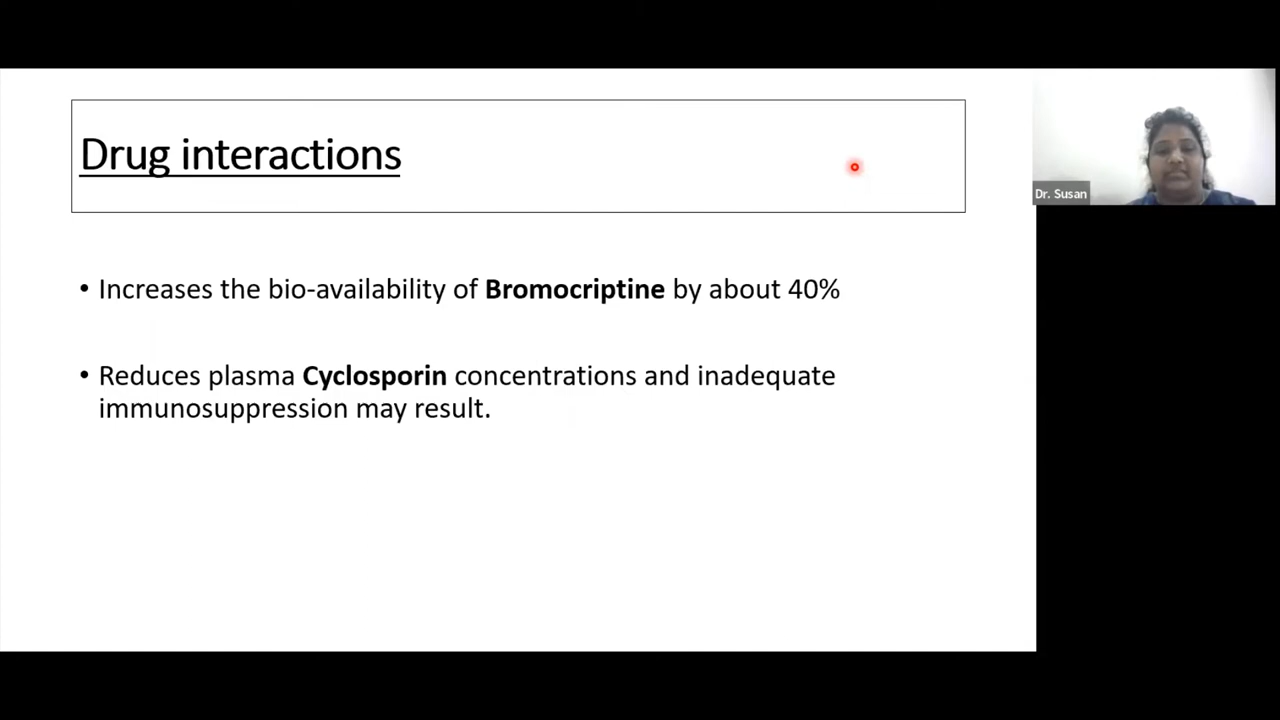 Drug interactions
Dr. Susan
• Increases the bio-availability of Bromocriptine by about 40%
• Reduces plasma Cyclosporin concentrations and inadequate
immunosuppression may result.